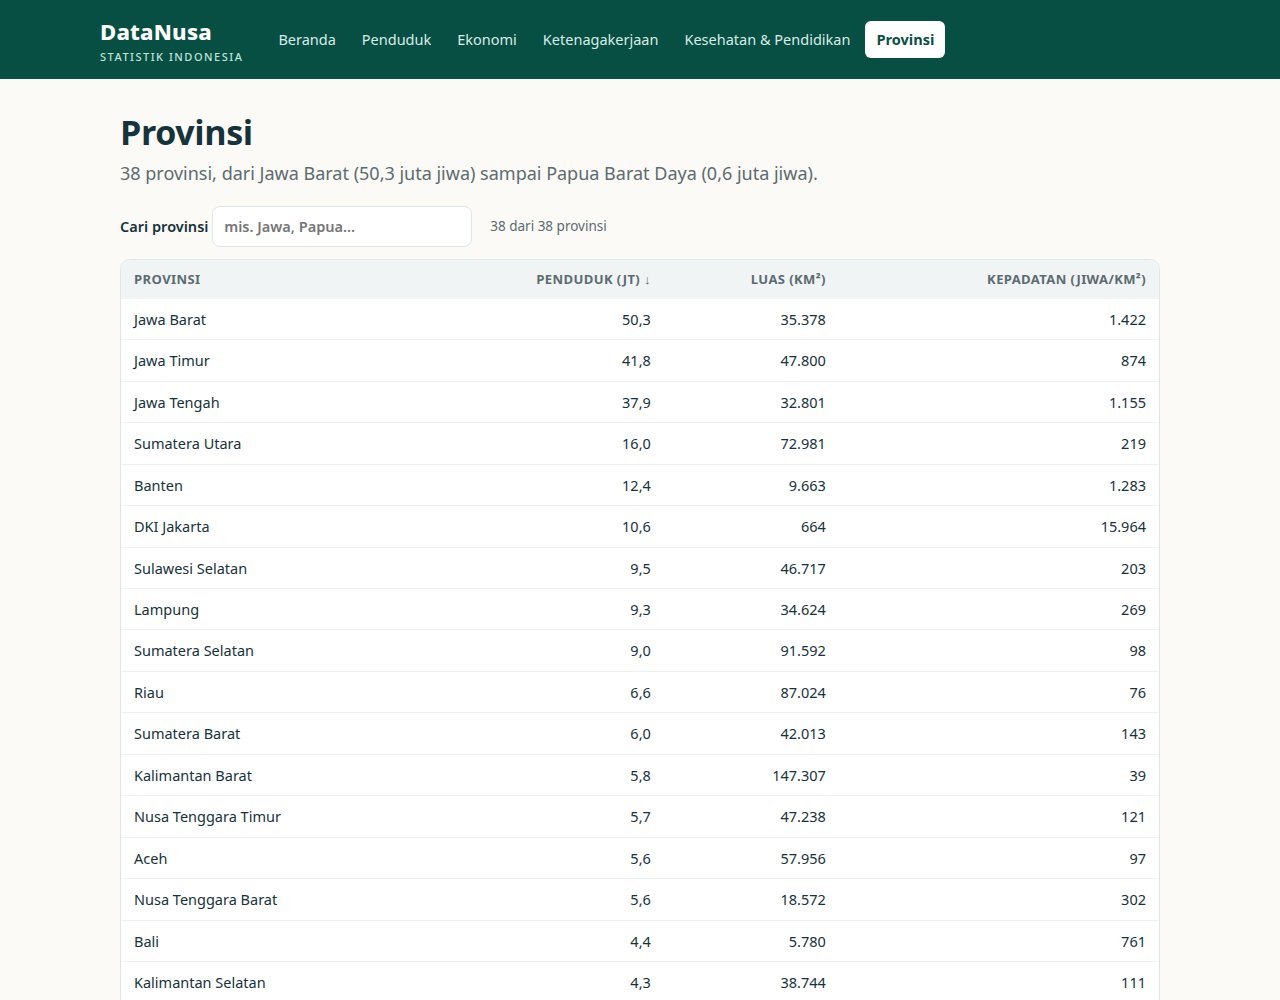 DataNusa
STATISTIK INDONESIA
Beranda Penduduk Ekonomi Ketenagakerjaan Kesehatan & Pendidikan Provinsi
Provinsi
38 provinsi, dari Jawa Barat (50,3 juta jiwa) sampai Papua Barat Daya (0,6 juta jiwa).
Cari provinsi mis. Jawa, Papua... 38 dari 38 provinsi
PROVINSI PENDUDUK (JT) ↓ LUAS (KM²) KEPADATAN (JIWA/KM²)
Jawa Barat 50,3 35.378 1.422
Jawa Timur 41,8 47.800 874
Jawa Tengah 37,9 32.801 1.155
Sumatera Utara 16,0 72.981 219
Banten 12,4 9.663 1.283
DKI Jakarta 10,6 664 15.964
Sulawesi Selatan 9,5 46.717 203
Lampung 9,3 34.624 269
Sumatera Selatan 9,0 91.592 98
Riau 6,6 87.024 76
Sumatera Barat 6,0 42.013 143
Kalimantan Barat 5,8 147.307 39
Nusa Tenggara Timur 5,7 47.238 121
Aceh 5,6 57.956 97
Nusa Tenggara Barat 5,6 18.572 302
Bali 4,4 5.780 761
Kalimantan Selatan 4,3 38.744 111